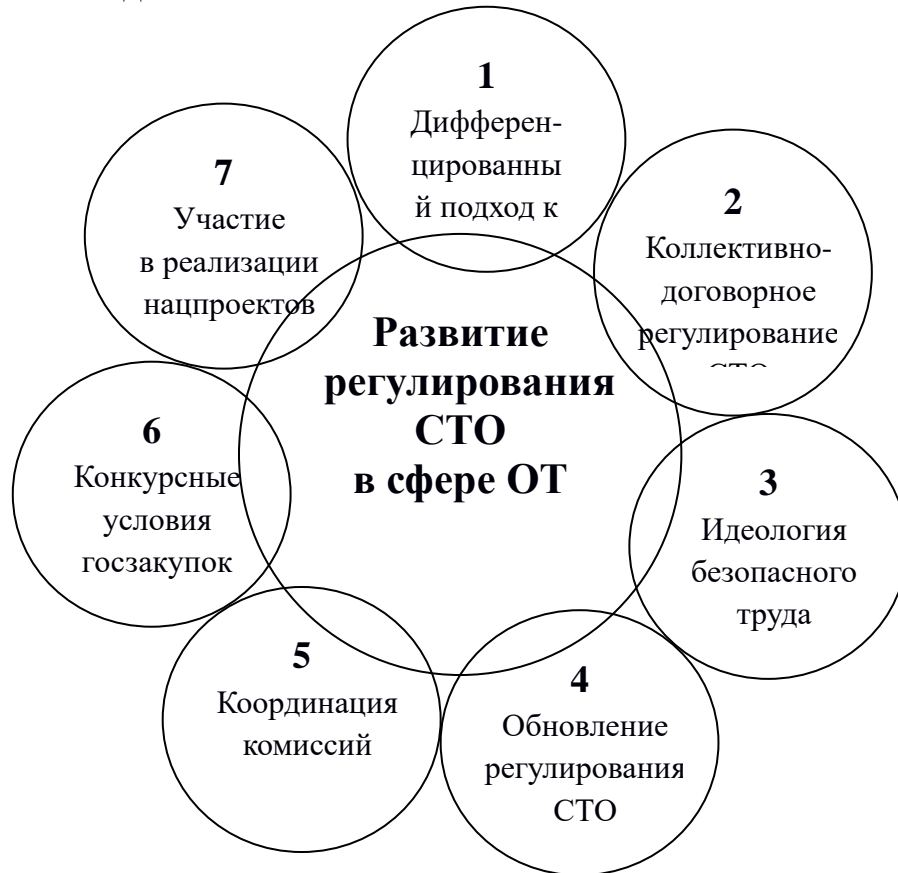 1
Дифферен-
цированны
й подход к
7
Участие
в реализации
нацпроектов
2
Коллективно-
договорное
регулирование
СТО
Развитие
регулирования
СТО
в сфере ОТ
6
Конкурсные
условия
госзакупок
3
Идеология
безопасного
труда
5
Координация
комиссий
4
Обновление
регулирования
СТО